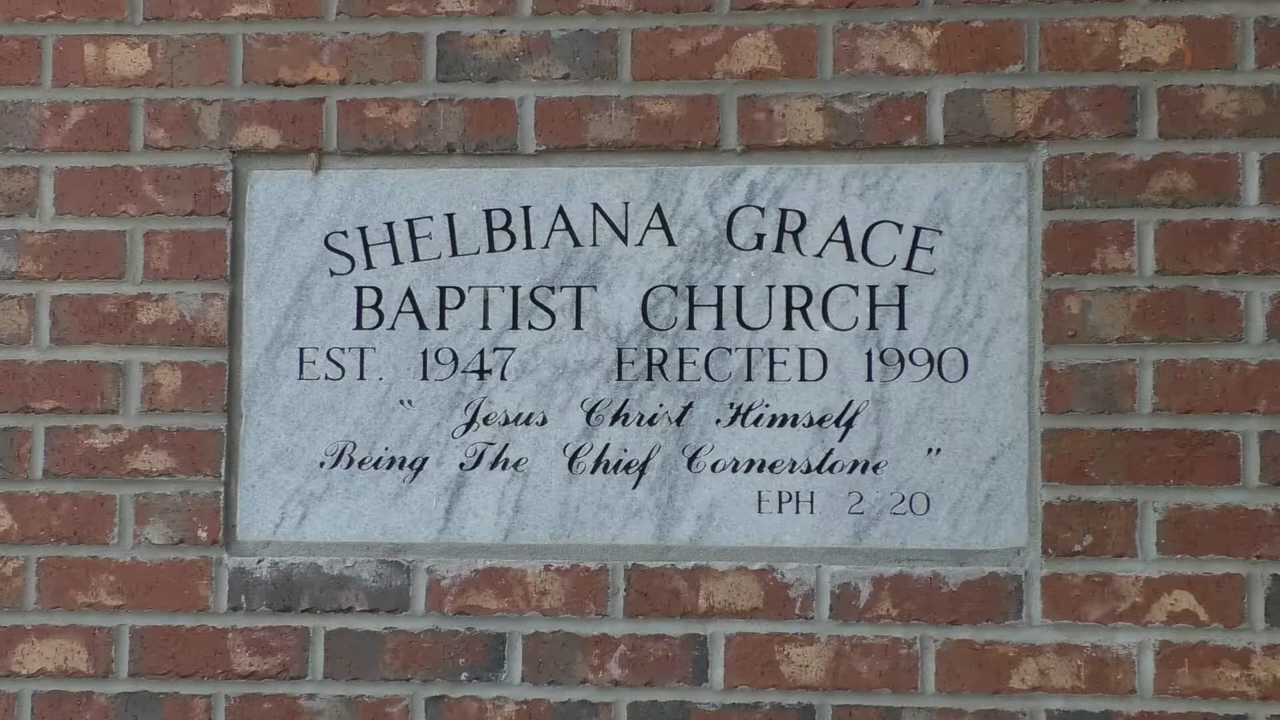 SHELBIANA GRACE
BAPTIST CHURCH
EST. 1947 ERECTED 1990
" Jesus Christ Himself
Being The Chief Cornerstone "
EPH 2:20